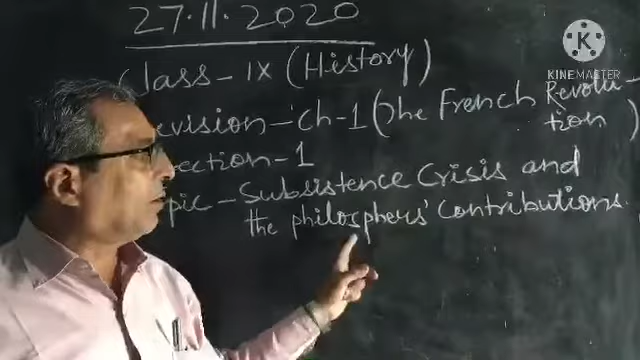 27.11.2020
Class - IX (History)
evision - Ch-1 (The French Revolu-
tion)
ection - 1
pic - Subsistence Crisis and
the philosphers' Contributions.
KINEMASTER